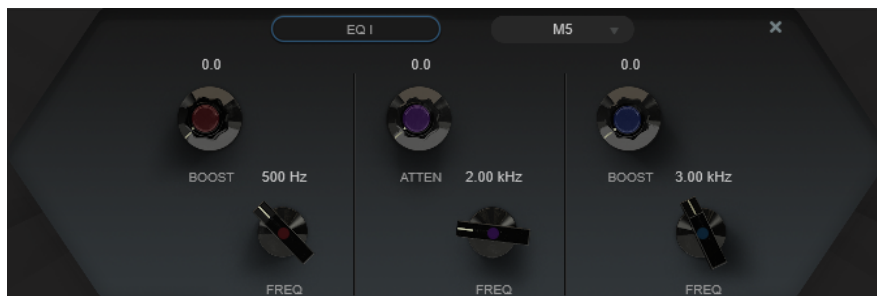 EQ I M5 ×
0.0 0.0 0.0
BOOST 500 Hz ATTEN 2.00 kHz BOOST 3.00 kHz
FREQ FREQ FREQ